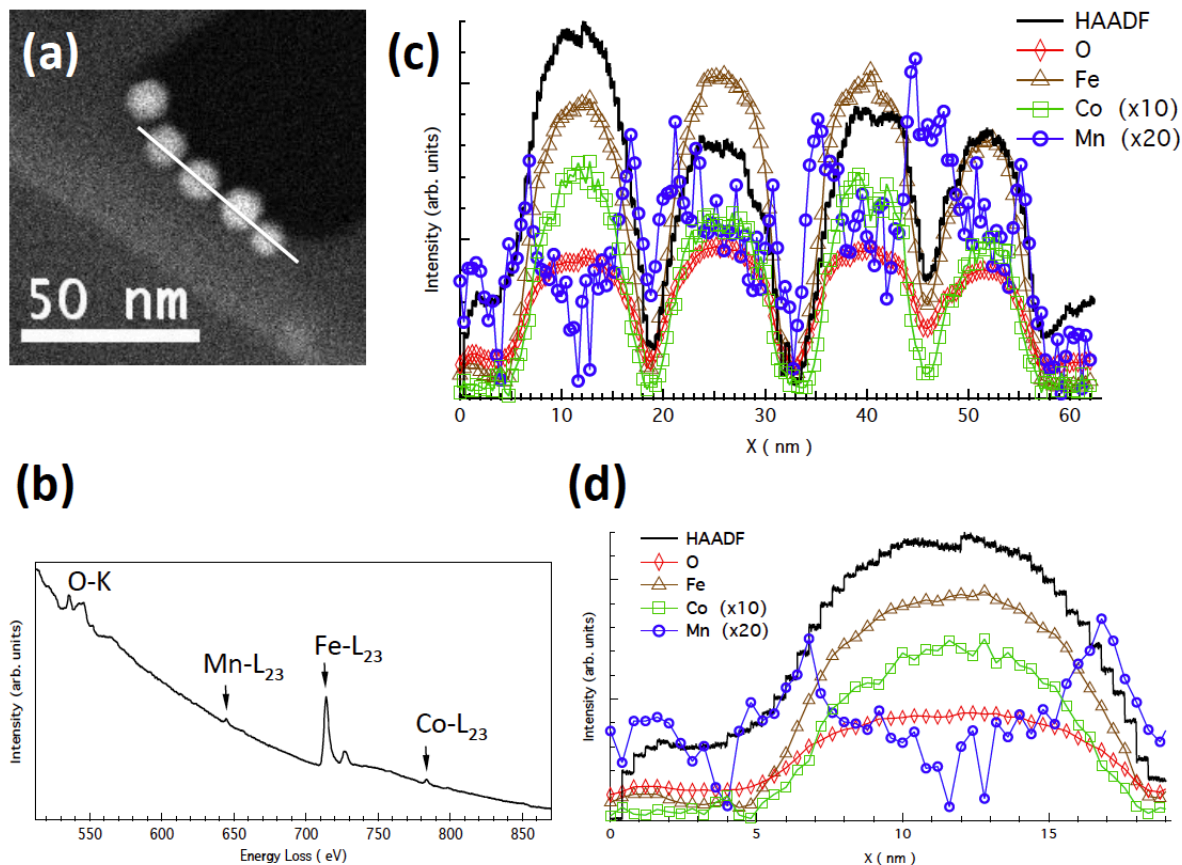 (a)
50 nm
(c)
Intensity (arb. units)
HAADF
O
Fe
Co (x10)
Mn (x20)
0 10 20 30 40 50 60
X ( nm )
(b)
Intensity (arb. units)
O-K
Mn-L23
Fe-L23
Co-L23
550 600 650 700 750 800 850
Energy Loss ( eV )
(d)
Intensity (arb. units)
HAADF
O
Fe
Co (x10)
Mn (x20)
0 5 10 15
X ( nm )